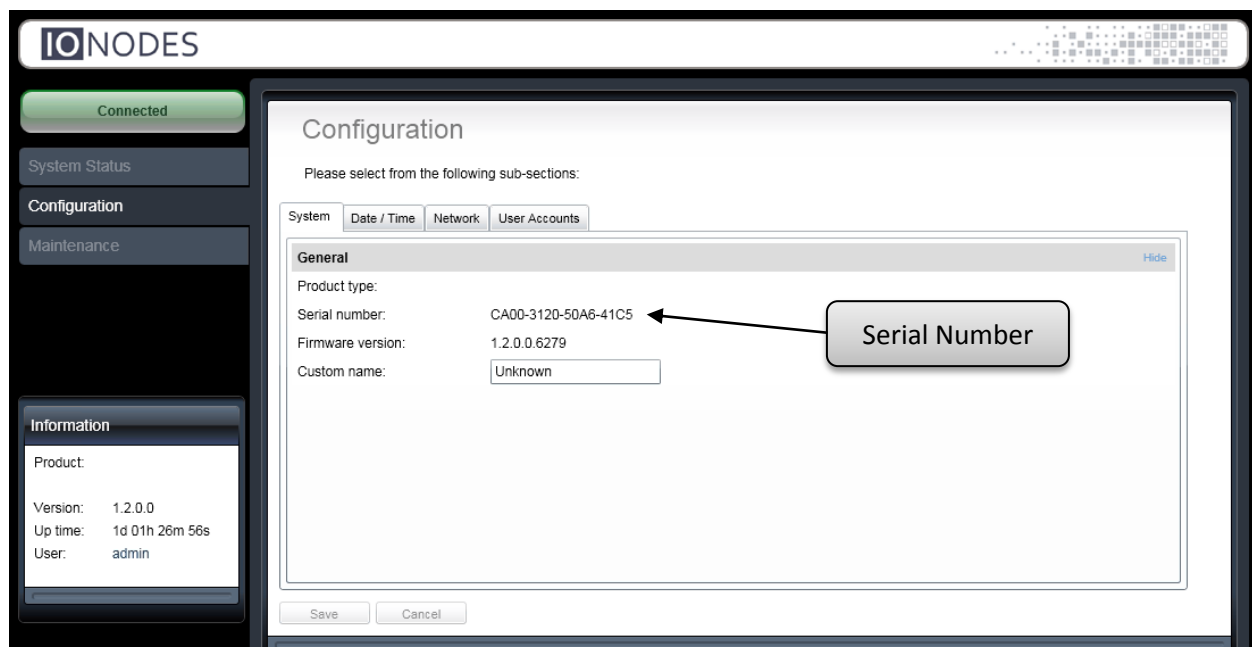 IONODES
Connected
System Status
Configuration
Maintenance
Configuration
Please select from the following sub-sections:
System Date / Time Network User Accounts
General Hide
Product type:
Serial number: CA00-3120-50A6-41C5
Serial Number
Firmware version: 1.2.0.0.6279
Custom name: Unknown
Information
Product:
Version: 1.2.0.0
Up time: 1d 01h 26m 56s
User: admin
Save Cancel